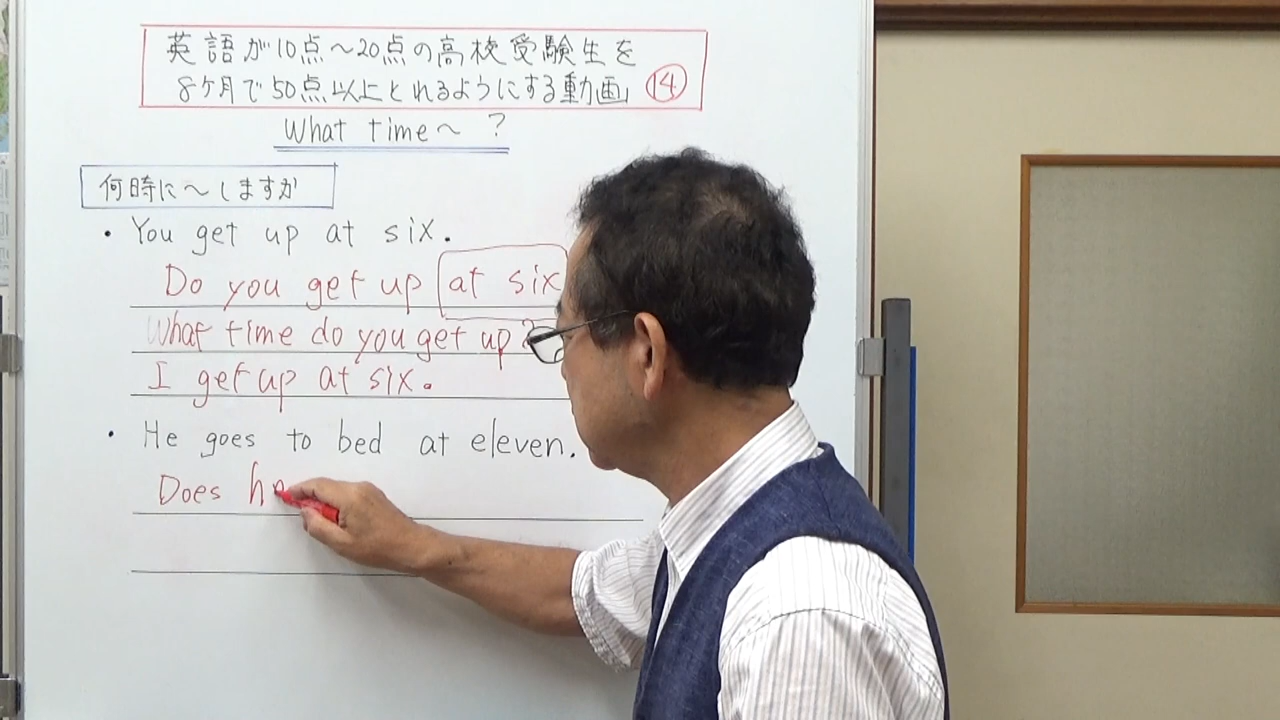 英語が10点～20点の高校受験生を
8ヶ月で50点以上とれるようにする動画 ⑭
What time～ ?
何時に～しますか
・You get up at six.
Do you get up at six
What time do you get up?
I get up at six.
・He goes to bed at eleven.
Does he